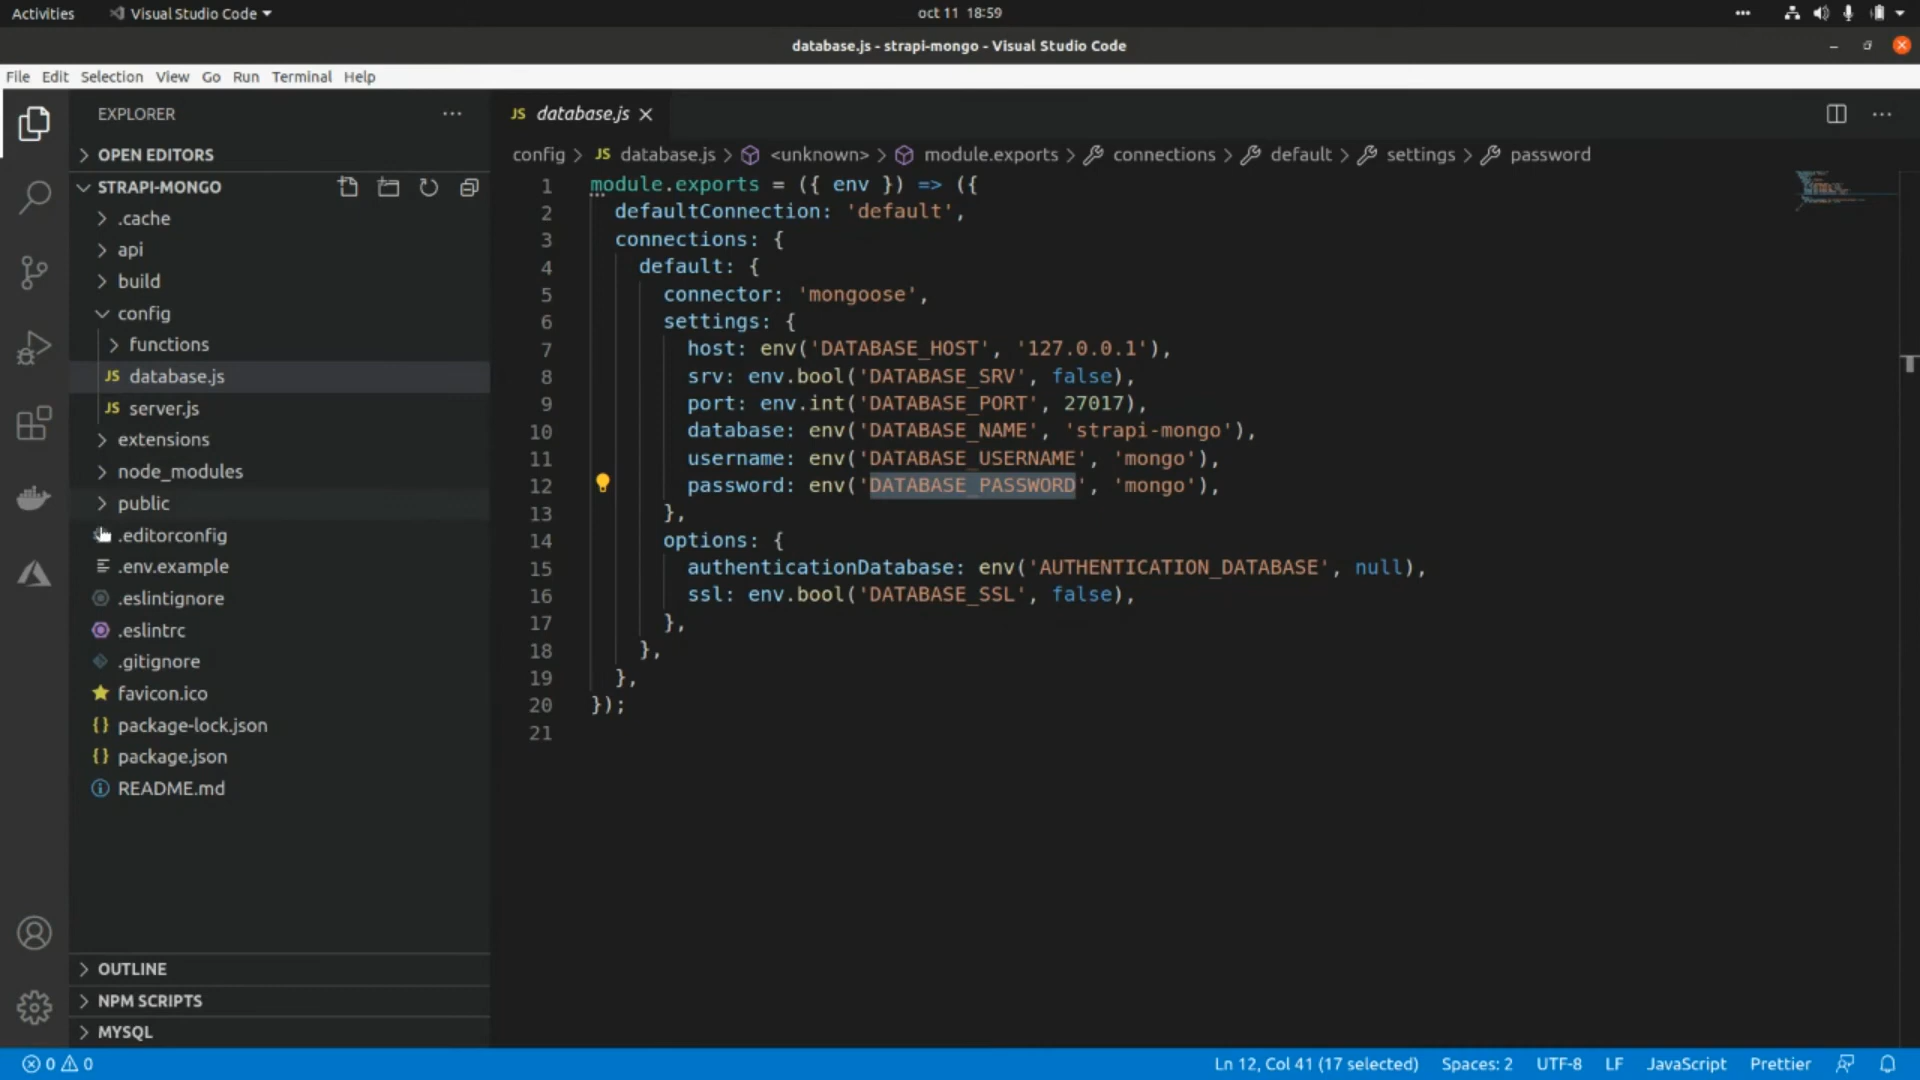 Activities Visual Studio Code oct 11 18:59
database.js - strapi-mongo - Visual Studio Code
File Edit Selection View Go Run Terminal Help
EXPLORER
OPEN EDITORS
STRAPI-MONGO
.cache
api
build
config
functions
JS database.js
JS server.js
extensions
node_modules
public
.editorconfig
.env.example
.eslintignore
.eslintrc
.gitignore
favicon.ico
{} package-lock.json
{} package.json
README.md
OUTLINE
NPM SCRIPTS
MYSQL
JS database.js
config > JS database.js > <unknown> > module.exports > connections > default > settings > password
1 module.exports = ({ env }) => ({
2 defaultConnection: 'default',
3 connections: {
4 default: {
5 connector: 'mongoose',
6 settings: {
7 host: env('DATABASE_HOST', '127.0.0.1'),
8 srv: env.bool('DATABASE_SRV', false),
9 port: env.int('DATABASE_PORT', 27017),
10 database: env('DATABASE_NAME', 'strapi-mongo'),
11 username: env('DATABASE_USERNAME', 'mongo'),
12 password: env('DATABASE_PASSWORD', 'mongo'),
13 },
14 options: {
15 authenticationDatabase: env('AUTHENTICATION_DATABASE', null),
16 ssl: env.bool('DATABASE_SSL', false),
17 },
18 },
19 },
20 });
21
0 0 Ln 12, Col 41 (17 selected) Spaces: 2 UTF-8 LF JavaScript Prettier